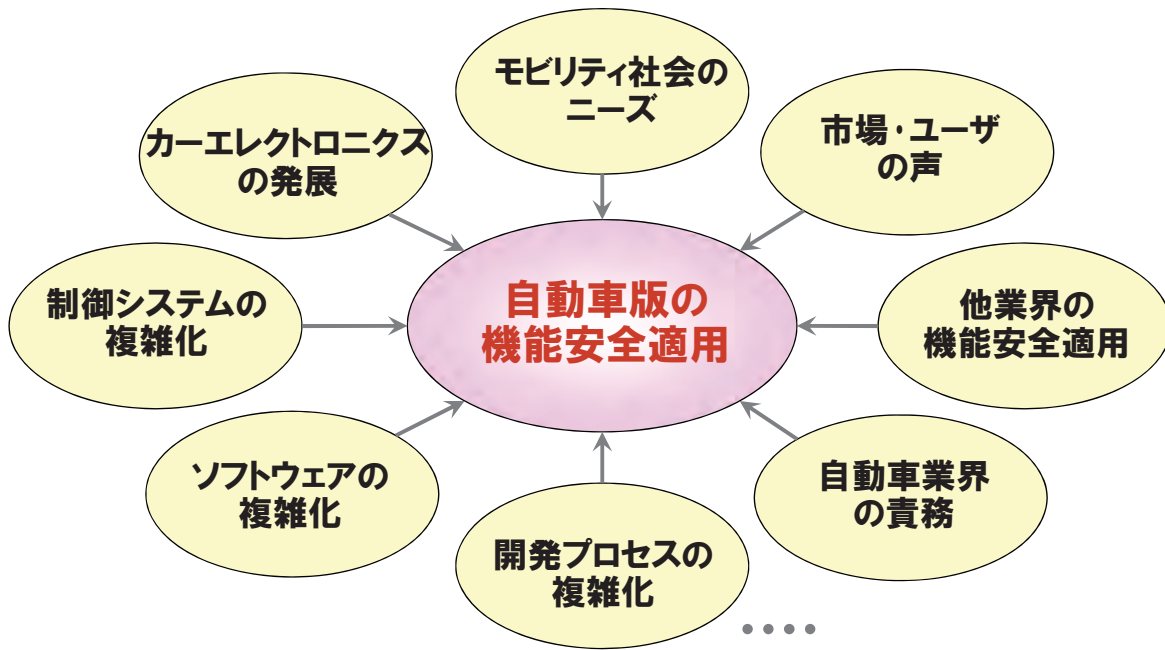 モビリティ社会の
ニーズ
カーエレクトロニクス
の発展
市場・ユーザ
の声
制御システムの
複雑化
自動車版の
機能安全適用
他業界の
機能安全適用
ソフトウェアの
複雑化
自動車業界
の責務
開発プロセスの
複雑化
••••